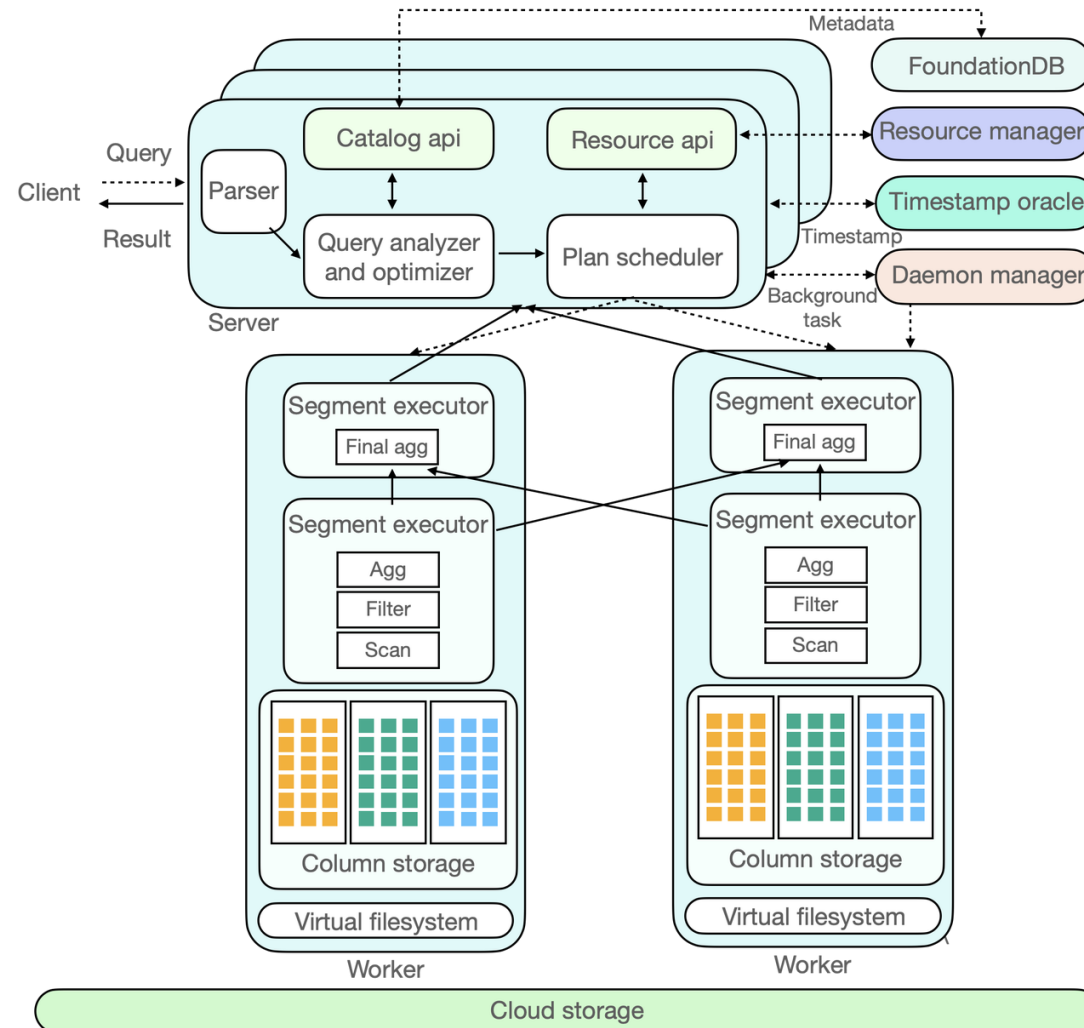 Metadata
FoundationDB
Catalog api
Resource api
Resource manager
Query
Client
Parser
Result
Query analyzer
and optimizer
Plan scheduler
Timestamp oracle
Timestamp
Daemon manager
Background
task
Server
Segment executor
Final agg
Segment executor
Agg
Filter
Scan
Column storage
Virtual filesystem
Worker
Segment executor
Final agg
Segment executor
Agg
Filter
Scan
Column storage
Virtual filesystem
Worker
Cloud storage